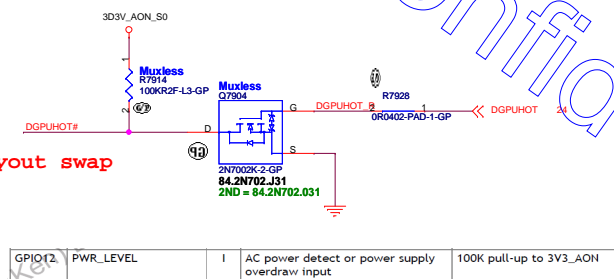 3D3V_AON_S0
1
Muxless
R7914
100KR2F-L3-GP
2
Muxless
Q7904
G
DGPUHOT_R
2
R7928
1
0R0402-PAD-1-GP
DGPUHOT 24
DGPUHOT#
D
S
yout swap
2N7002K-2-GP
84.2N702.J31
2ND = 84.2N702.031
GPIO12 PWR_LEVEL I AC power detect or power supply 100K pull-up to 3V3_AON
overdraw input